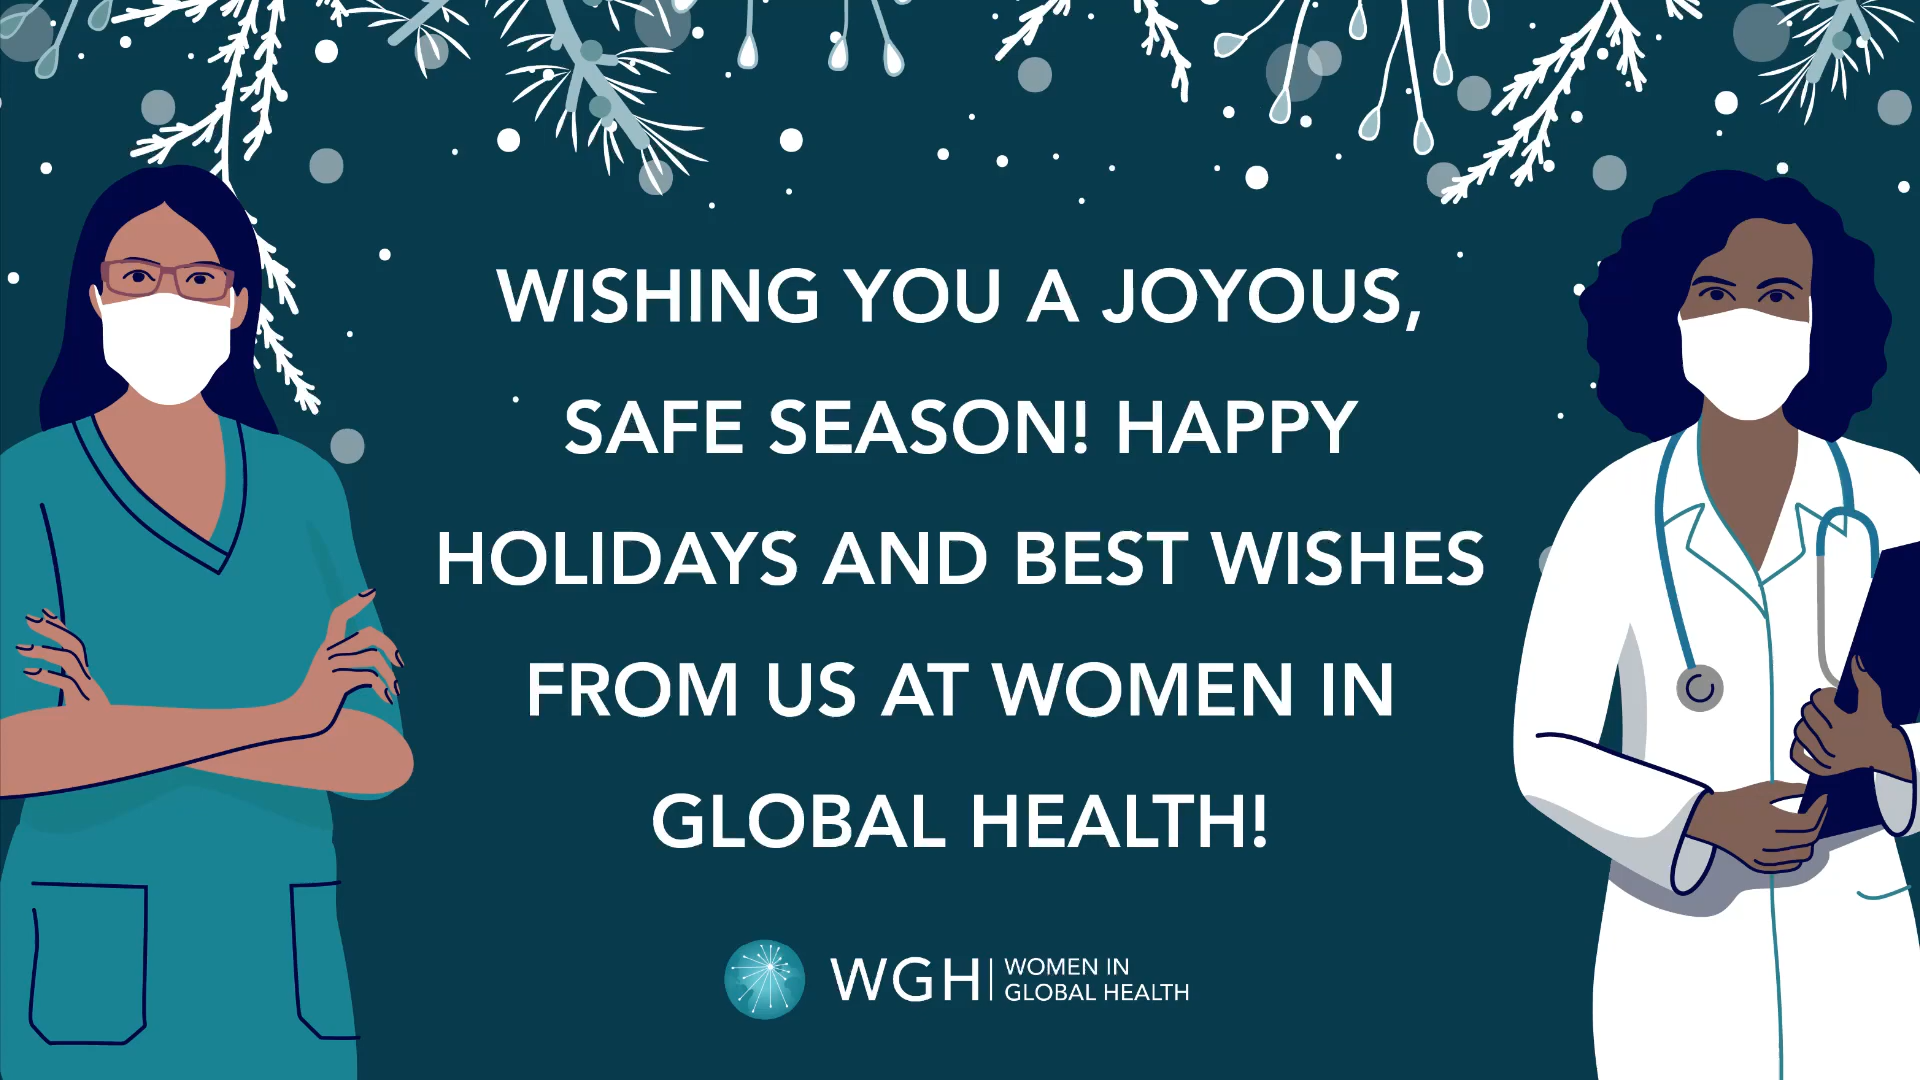 WISHING YOU A JOYOUS,
SAFE SEASON! HAPPY
HOLIDAYS AND BEST WISHES
FROM US AT WOMEN IN
GLOBAL HEALTH!
WGH
WOMEN IN
GLOBAL HEALTH